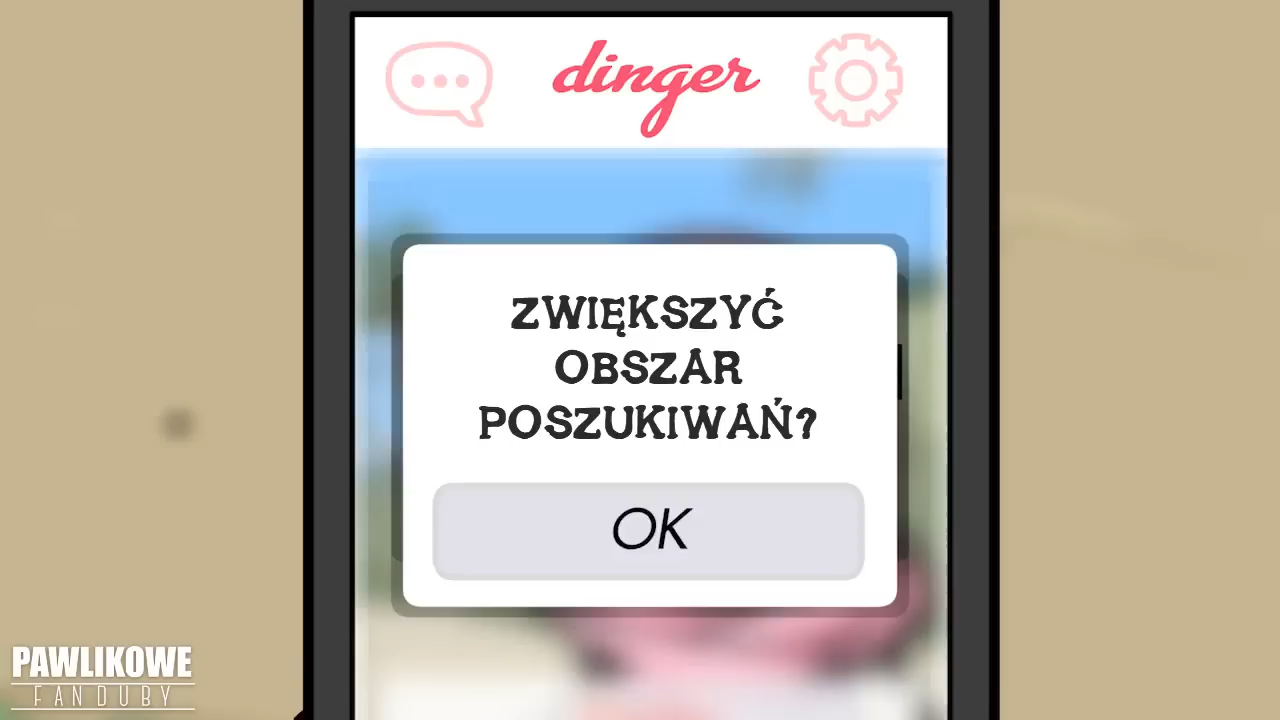 dinger
ZWIĘKSZYĆ
OBSZAR
POSZUKIWAŃ?
OK
PAWLIKOWE
FANDUBY